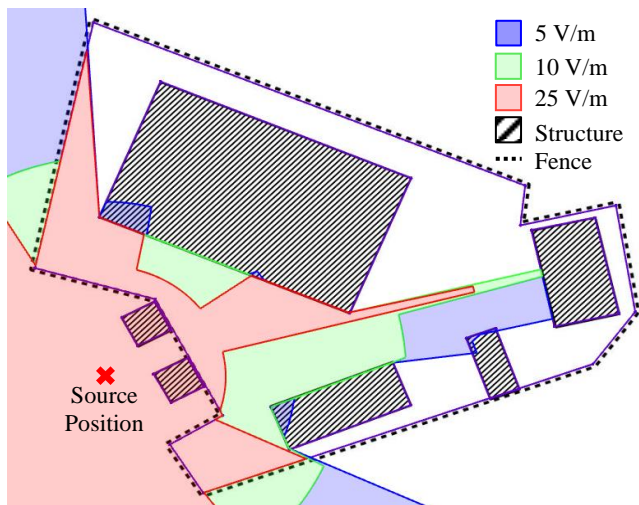 5 V/m
10 V/m
25 V/m
Structure
Fence
Source
Position